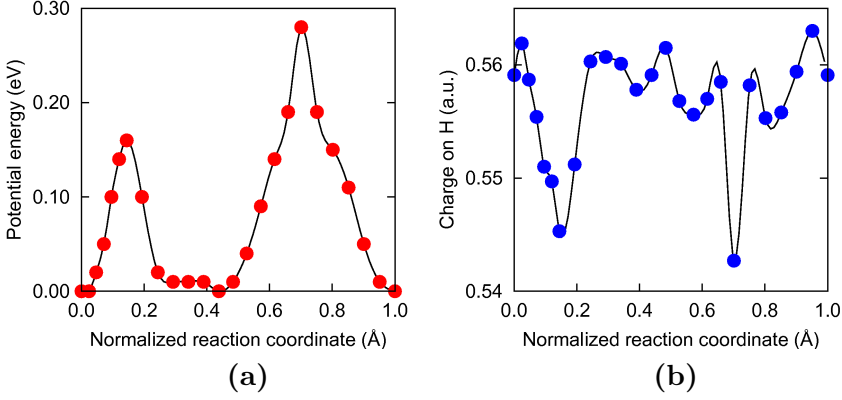 0.30
0.20
0.10
0.00
Potential energy (eV)
0.0 0.2 0.4 0.6 0.8 1.0
Normalized reaction coordinate (Å)
(a)
0.56
0.55
0.54
Charge on H (a.u.)
0.0 0.2 0.4 0.6 0.8 1.0
Normalized reaction coordinate (Å)
(b)